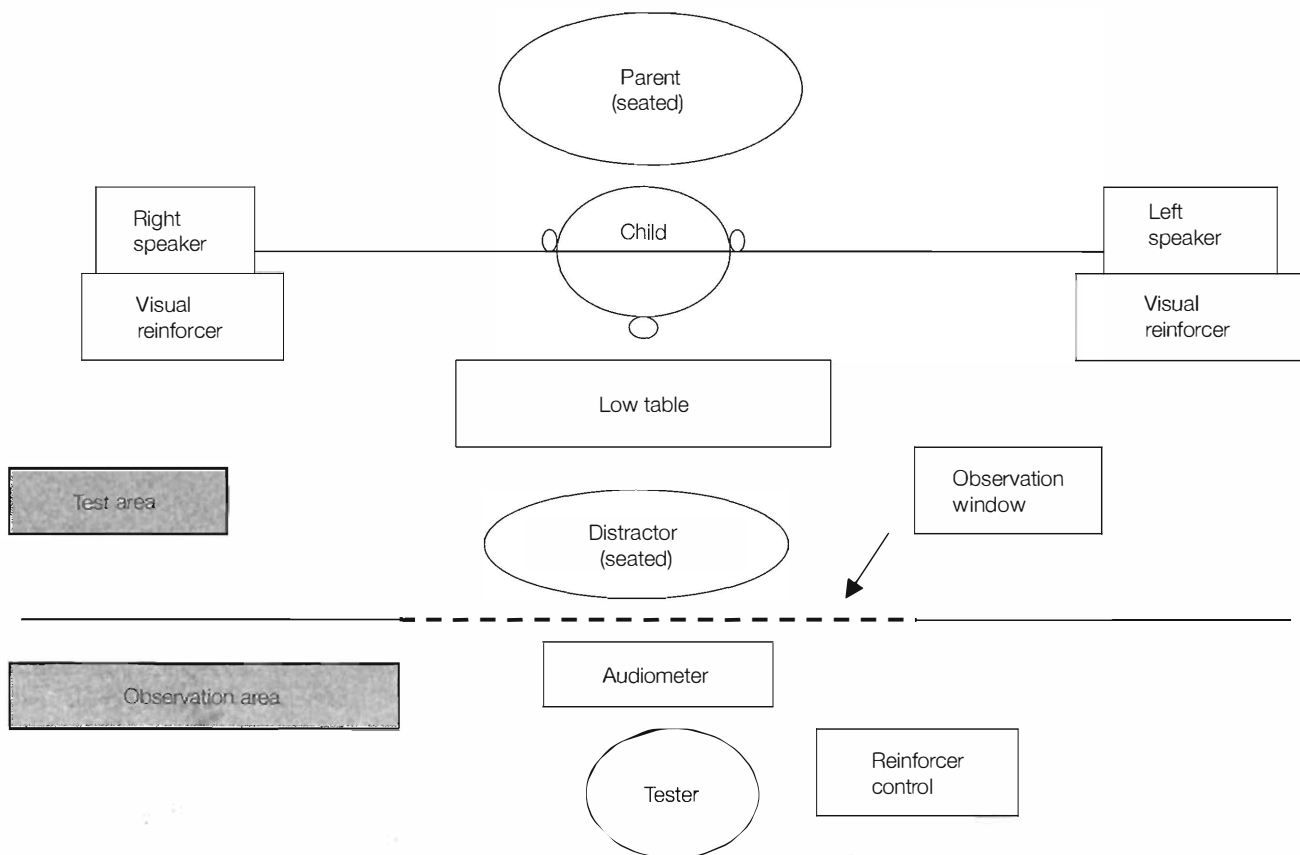 Parent
(seated)
Right
speaker
Child
Left
speaker
Visual
reinforcer
Visual
reinforcer
Low table
Test area
Observation
window
Distractor
(seated)
Observation area
Audiometer
Tester
Reinforcer
control